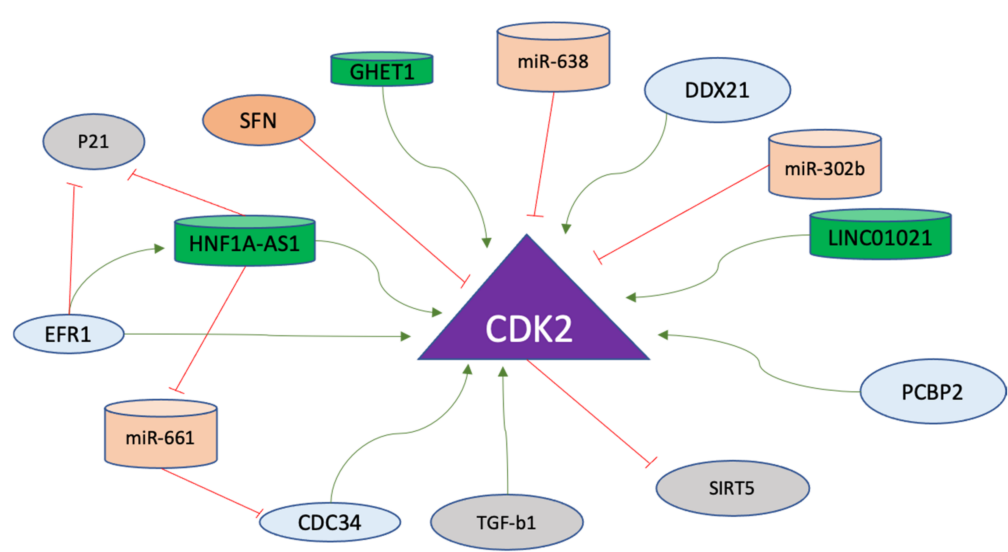 miR-638
GHET1
DDX21
SFN
P21
miR-302b
HNF1A-AS1
LINC01021
EFR1
CDK2
PCBP2
miR-661
SIRT5
CDC34
TGF-b1